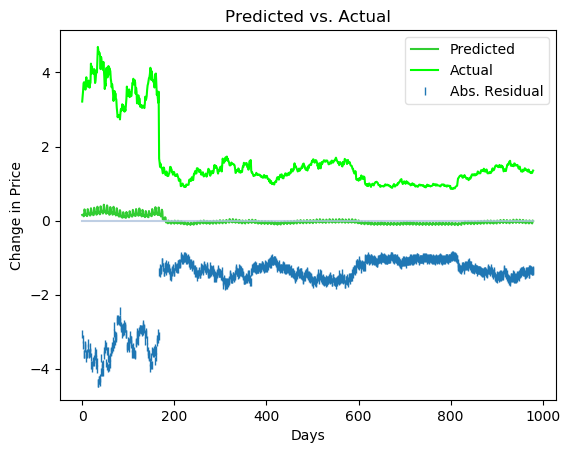 Predicted vs. Actual
Predicted
Actual
Abs. Residual
Change in Price
4
2
0
−2
−4
0
200
400
600
800
1000
Days